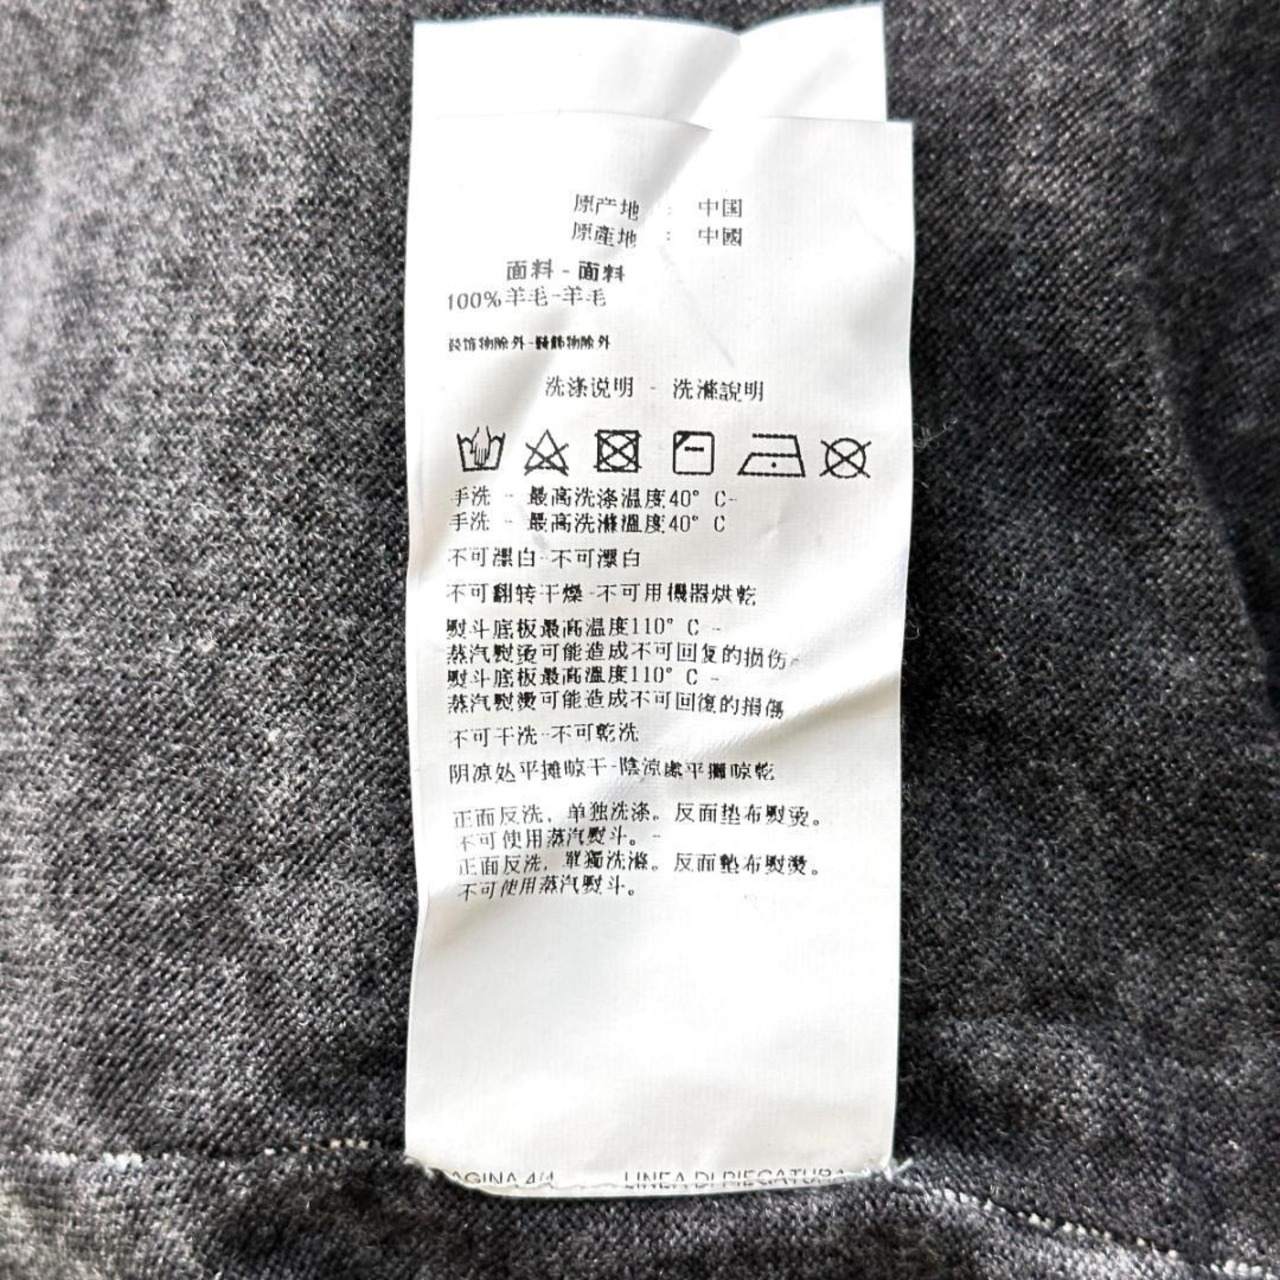 原产地 : 中国
原產地 : 中國
面料 - 面料
100%羊毛-羊毛
装饰物除外-裝飾物除外
洗涤说明 - 洗滌說明
手洗 - 最高洗涤温度40° C-
手洗 - 最高洗滌溫度40° C
不可漂白-不可漂白
不可翻转干燥-不可用機器烘乾
熨斗底板最高温度110° C -
蒸汽熨烫可能造成不可回复的损伤-
熨斗底板最高溫度110° C -
蒸汽熨燙可能造成不可回復的損傷
不可干洗-不可乾洗
阴凉处平摊晾干-陰涼處平攤晾乾
正面反洗, 单独洗涤。反面垫布熨烫。
不可使用蒸汽熨斗。-
正面反洗, 單獨洗滌。反面墊布熨燙。
不可使用蒸汽熨斗。
PAGINA 4/4 LINEA DI PIEGATURA